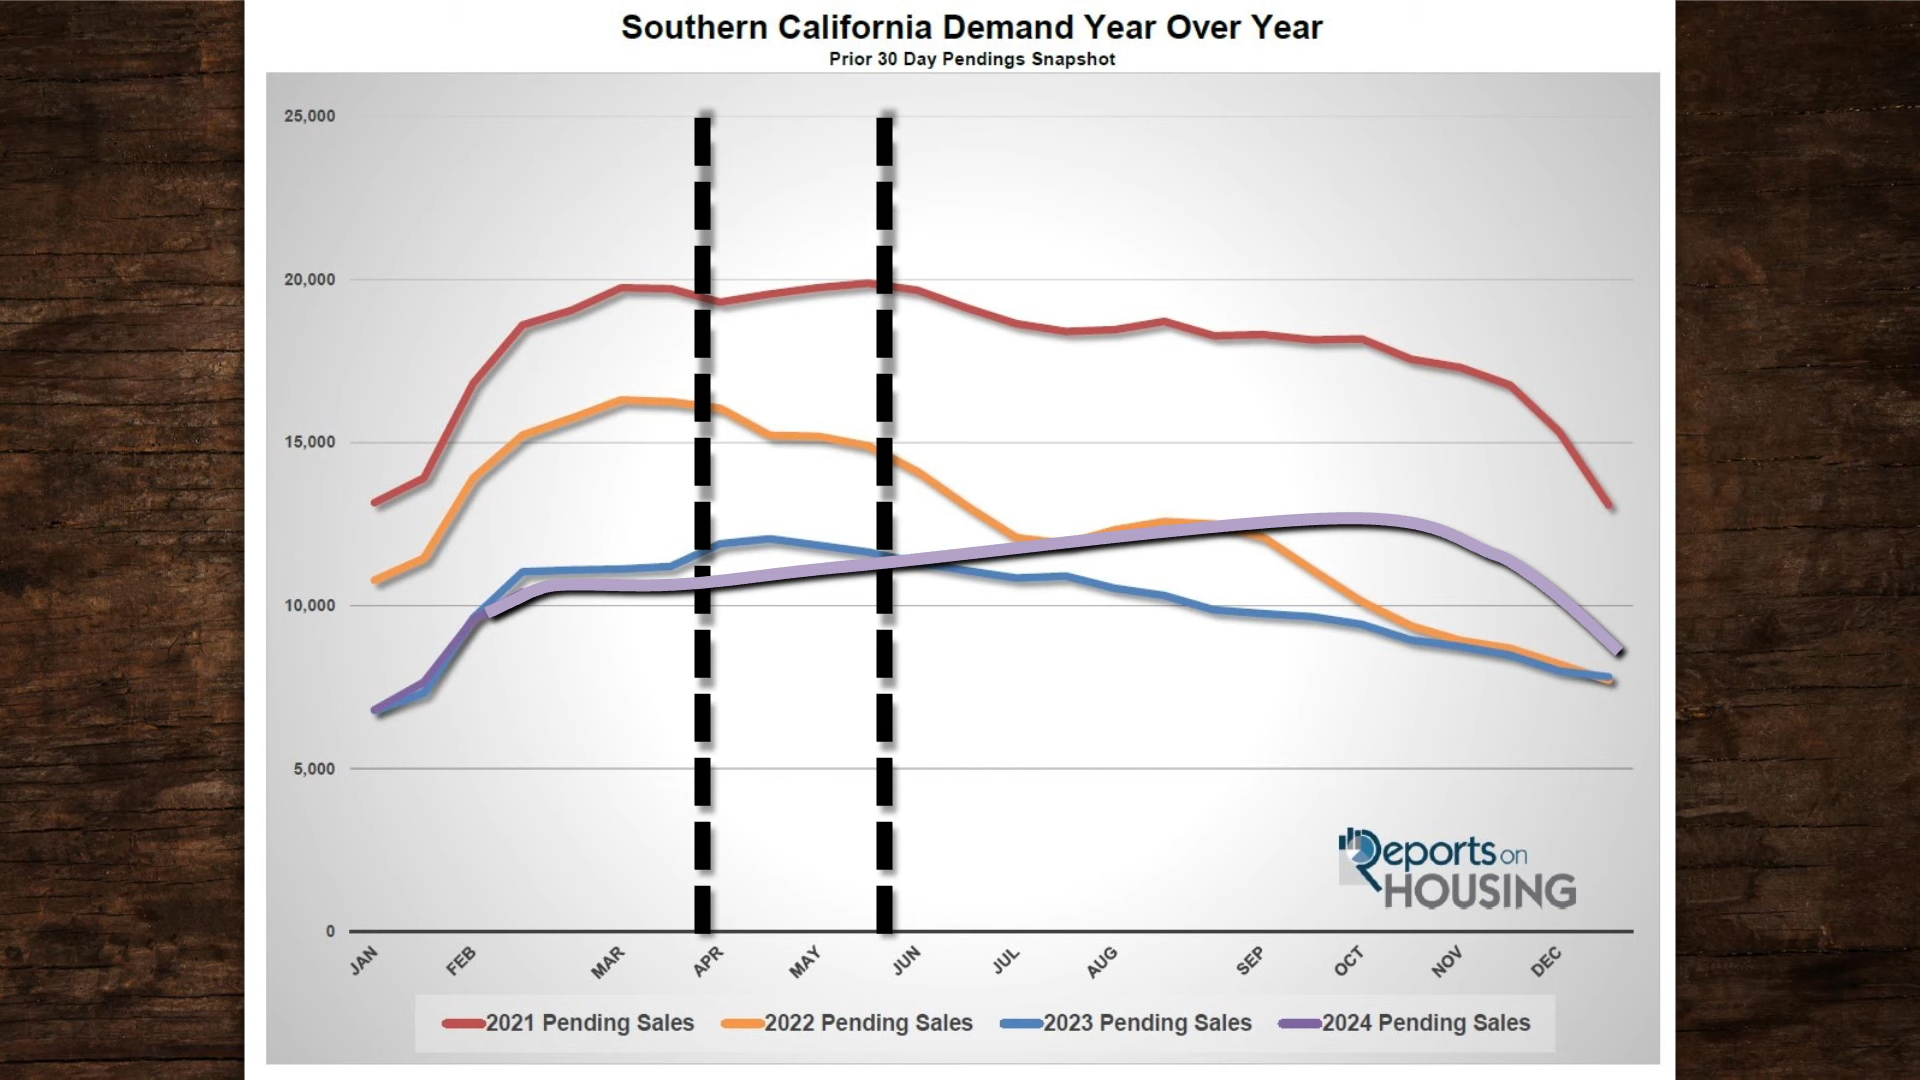 Southern California Demand Year Over Year
Prior 30 Day Pendings Snapshot
25,000
20,000
15,000
10,000
5,000
0
JAN
FEB
MAR
APR
MAY
JUN
JUL
AUG
SEP
OCT
NOV
DEC
Reports on
HOUSING
2021 Pending Sales 2022 Pending Sales 2023 Pending Sales 2024 Pending Sales